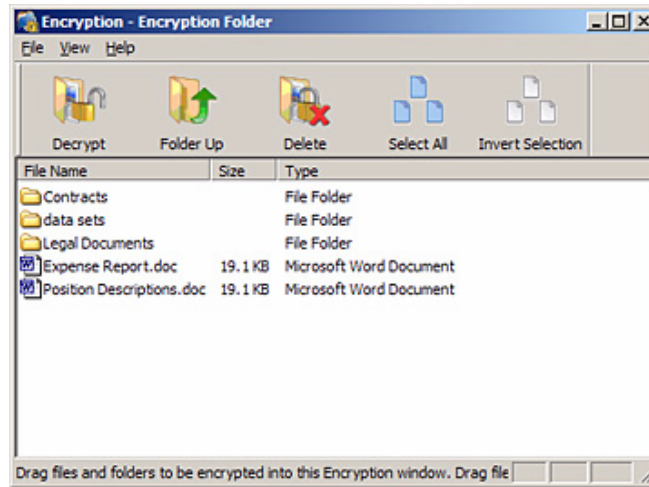 Encryption - Encryption Folder
File View Help
Decrypt Folder Up Delete Select All Invert Selection
File Name Size Type
Contracts File Folder
data sets File Folder
Legal Documents File Folder
Expense Report.doc 19.1 KB Microsoft Word Document
Position Descriptions.doc 19.1 KB Microsoft Word Document
Drag files and folders to be encrypted into this Encryption window. Drag file